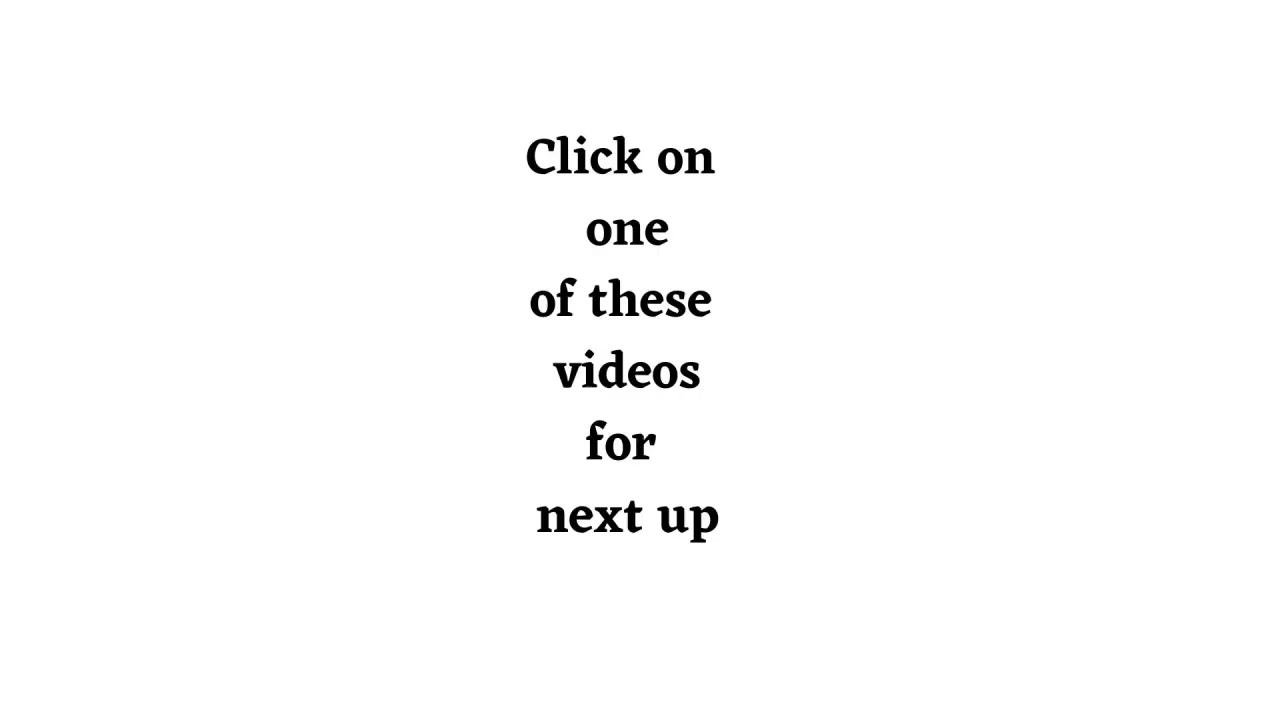 Click on
one
of these
videos
for
next up